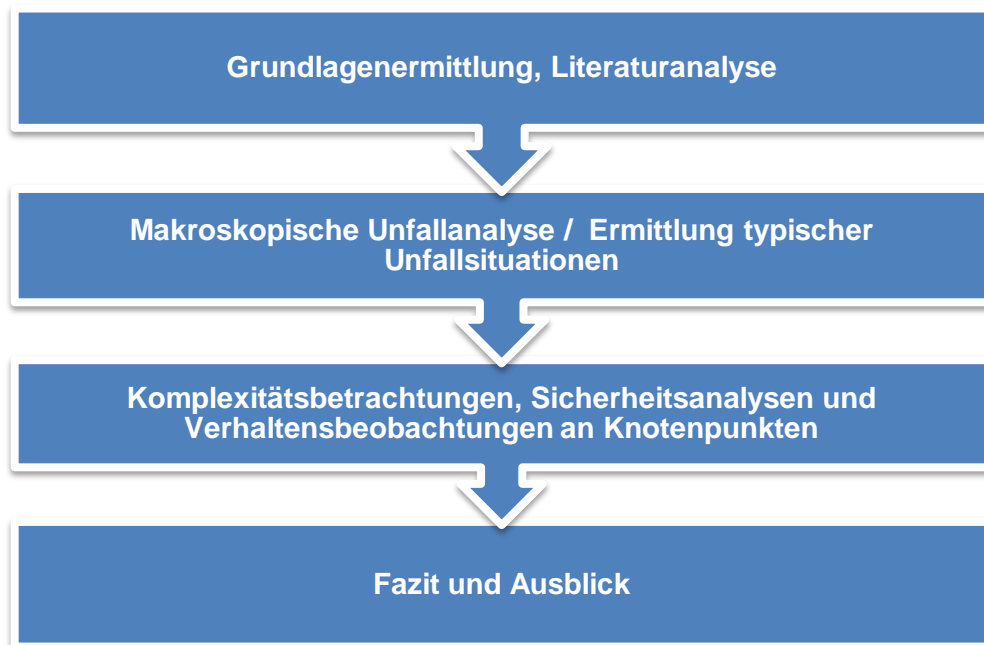 Grundlagenermittlung, Literaturanalyse
Makroskopische Unfallanalyse / Ermittlung typischer
Unfallsituationen
Komplexitätsbetrachtungen, Sicherheitsanalysen und
Verhaltensbeobachtungen an Knotenpunkten
Fazit und Ausblick